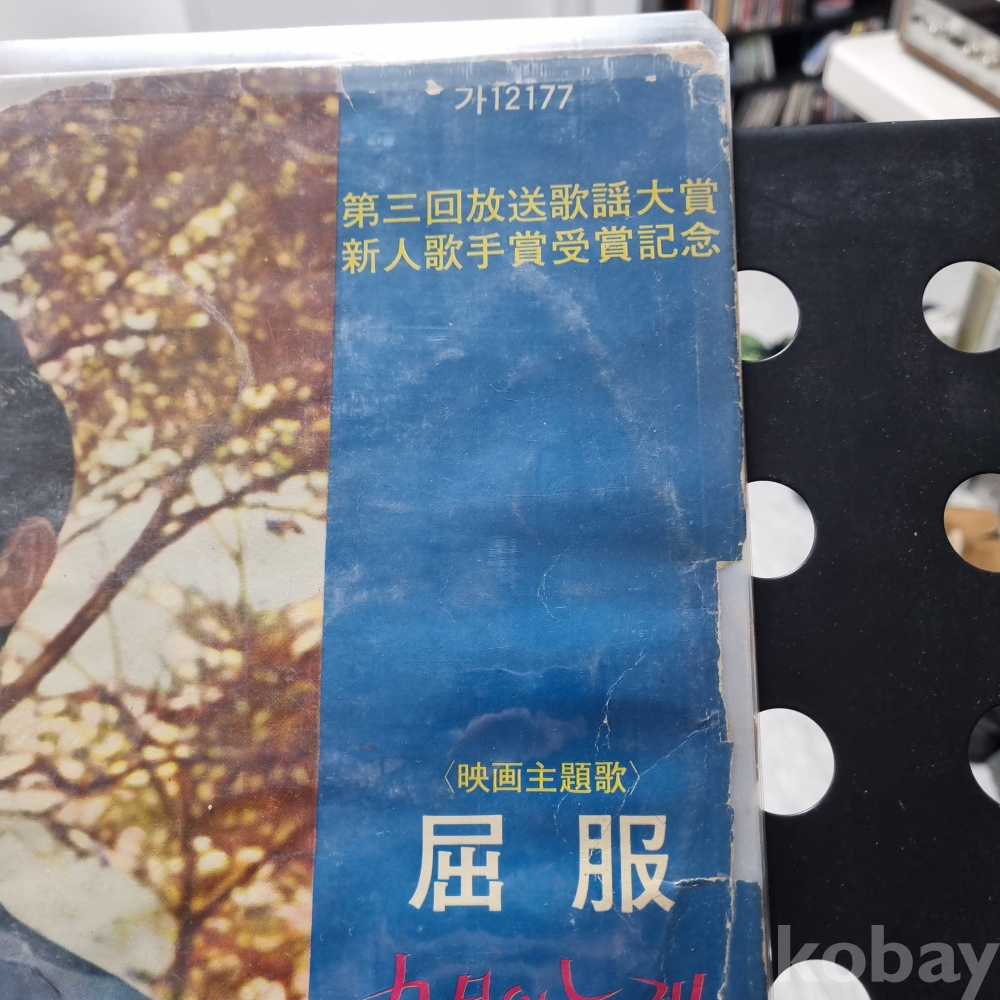 가12177
第三回放送歌謡大賞
新人歌手賞受賞記念
〈映画主題歌〉
屈服
kobay